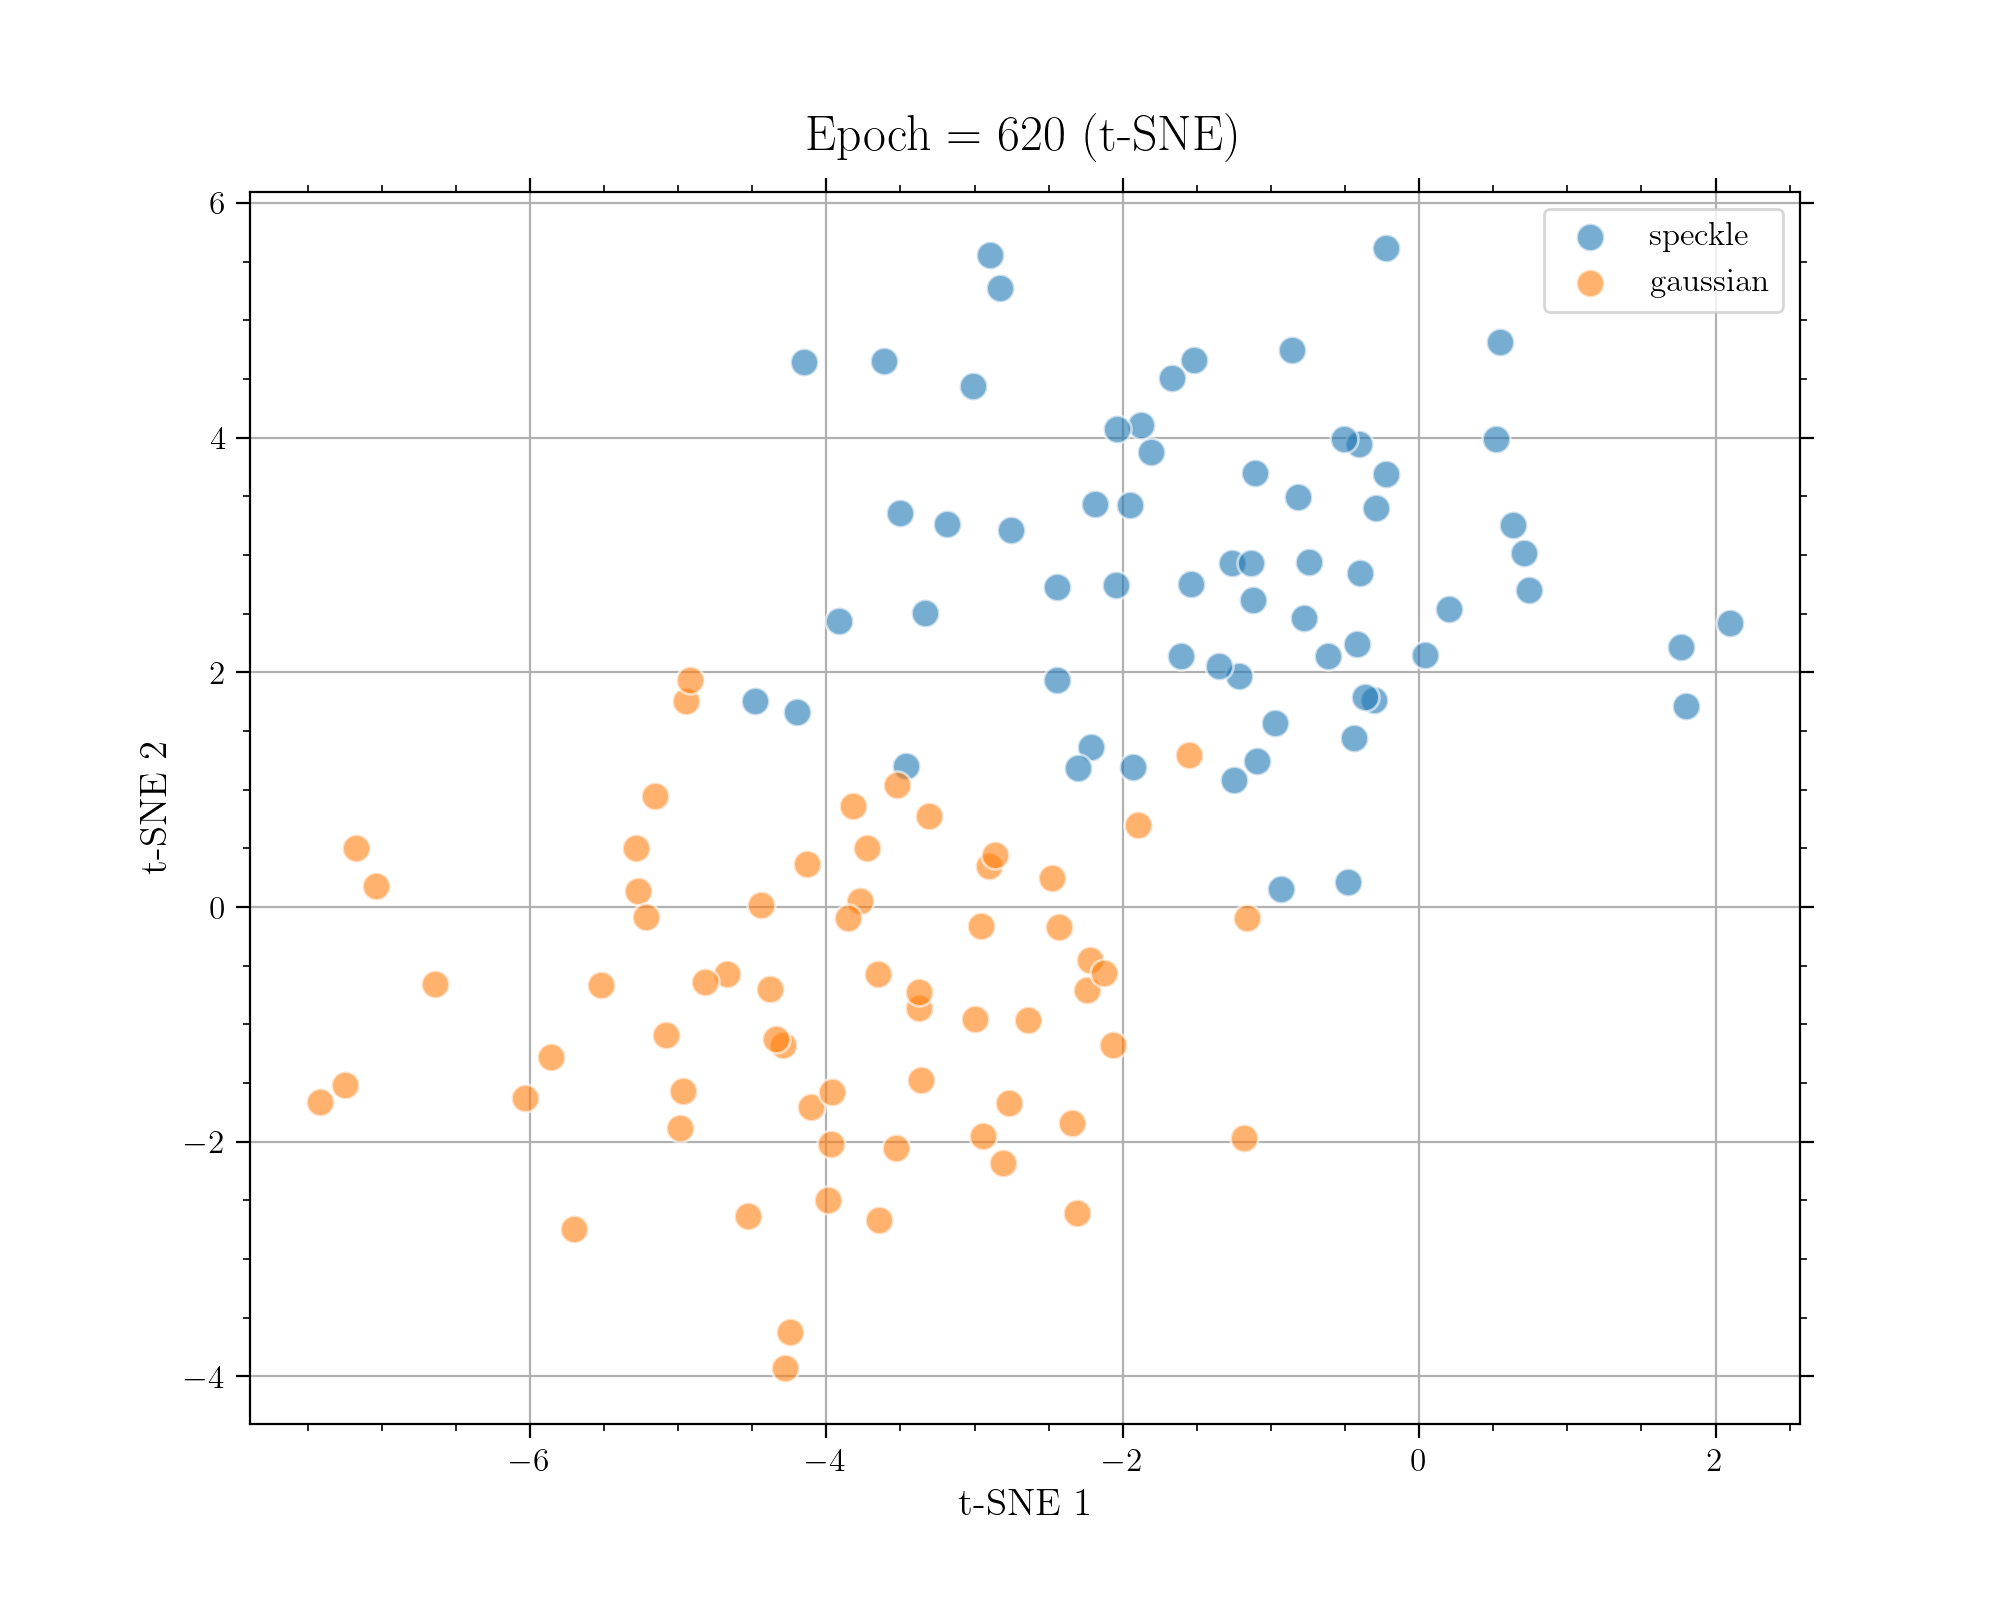 Epoch = 620 (t-SNE)
speckle
gaussian
6
4
2
0
−2
−4
t-SNE 2
−6
−4
−2
0
2
t-SNE 1